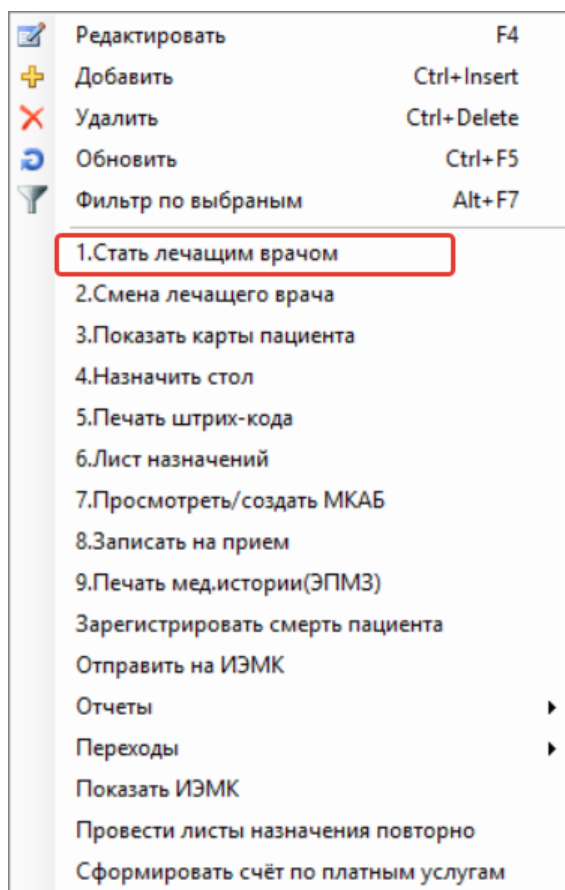 Редактировать F4
Добавить Ctrl+Insert
Удалить Ctrl+Delete
Обновить Ctrl+F5
Фильтр по выбраным Alt+F7
1.Стать лечащим врачом
2.Смена лечащего врача
3.Показать карты пациента
4.Назначить стол
5.Печать штрих-кода
6.Лист назначений
7.Просмотреть/создать МКАБ
8.Записать на прием
9.Печать мед.истории(ЭПМЗ)
Зарегистрировать смерть пациента
Отправить на ИЭМК
Отчеты
Переходы
Показать ИЭМК
Провести листы назначения повторно
Сформировать счёт по платным услугам